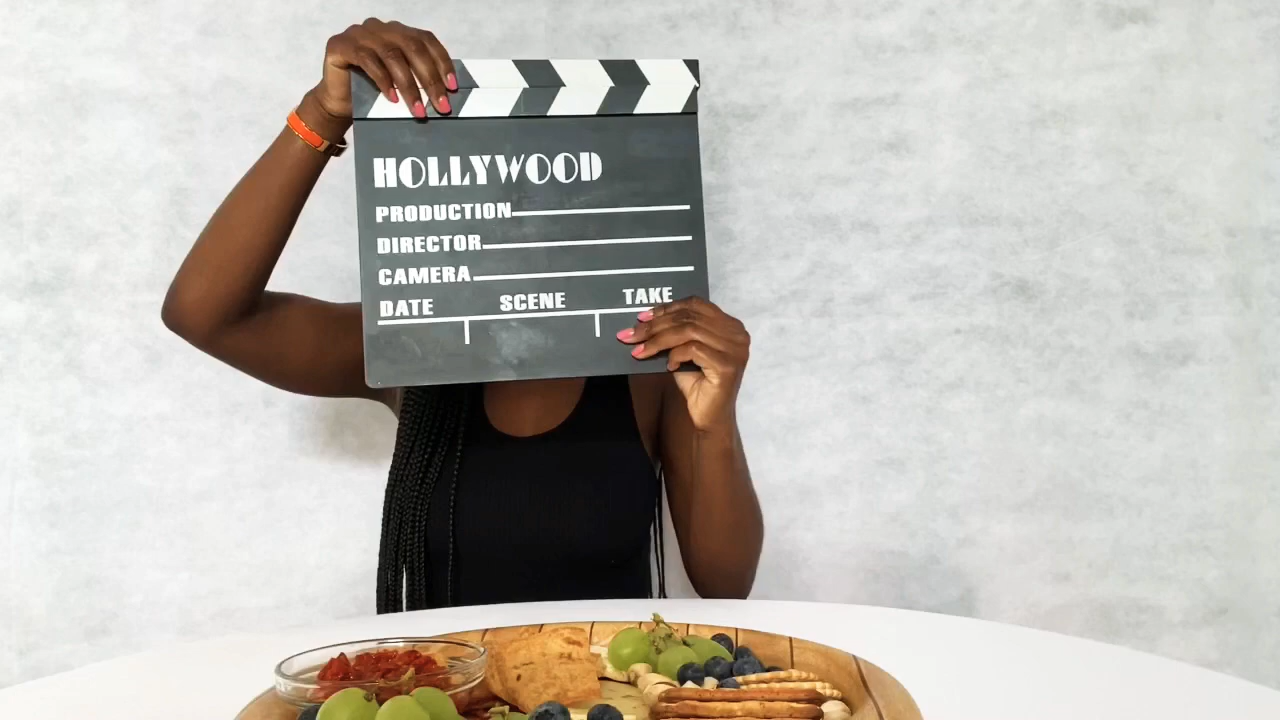 HOLLYWOOD
PRODUCTION
DIRECTOR
CAMERA
DATE SCENE TAKE